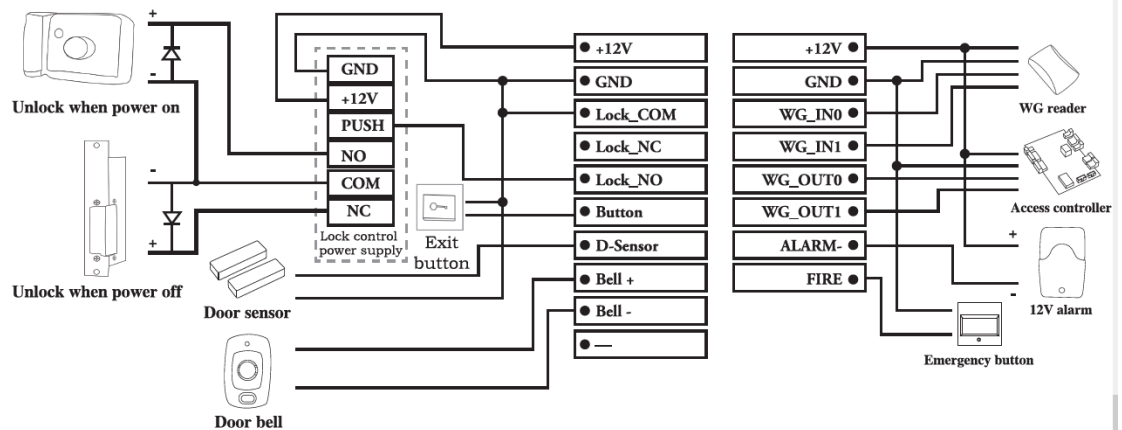 +
-
Unlock when power on
-
+
Unlock when power off
GND
+12V
PUSH
NO
COM
NC
Lock control
power supply
Exit
button
Door sensor
Door bell
+12V
GND
Lock_COM
Lock_NC
Lock_NO
Button
D-Sensor
Bell +
Bell -
—
+12V
GND
WG_IN0
WG_IN1
WG_OUT0
WG_OUT1
ALARM-
FIRE
WG reader
Access controller
+
-
12V alarm
Emergency button